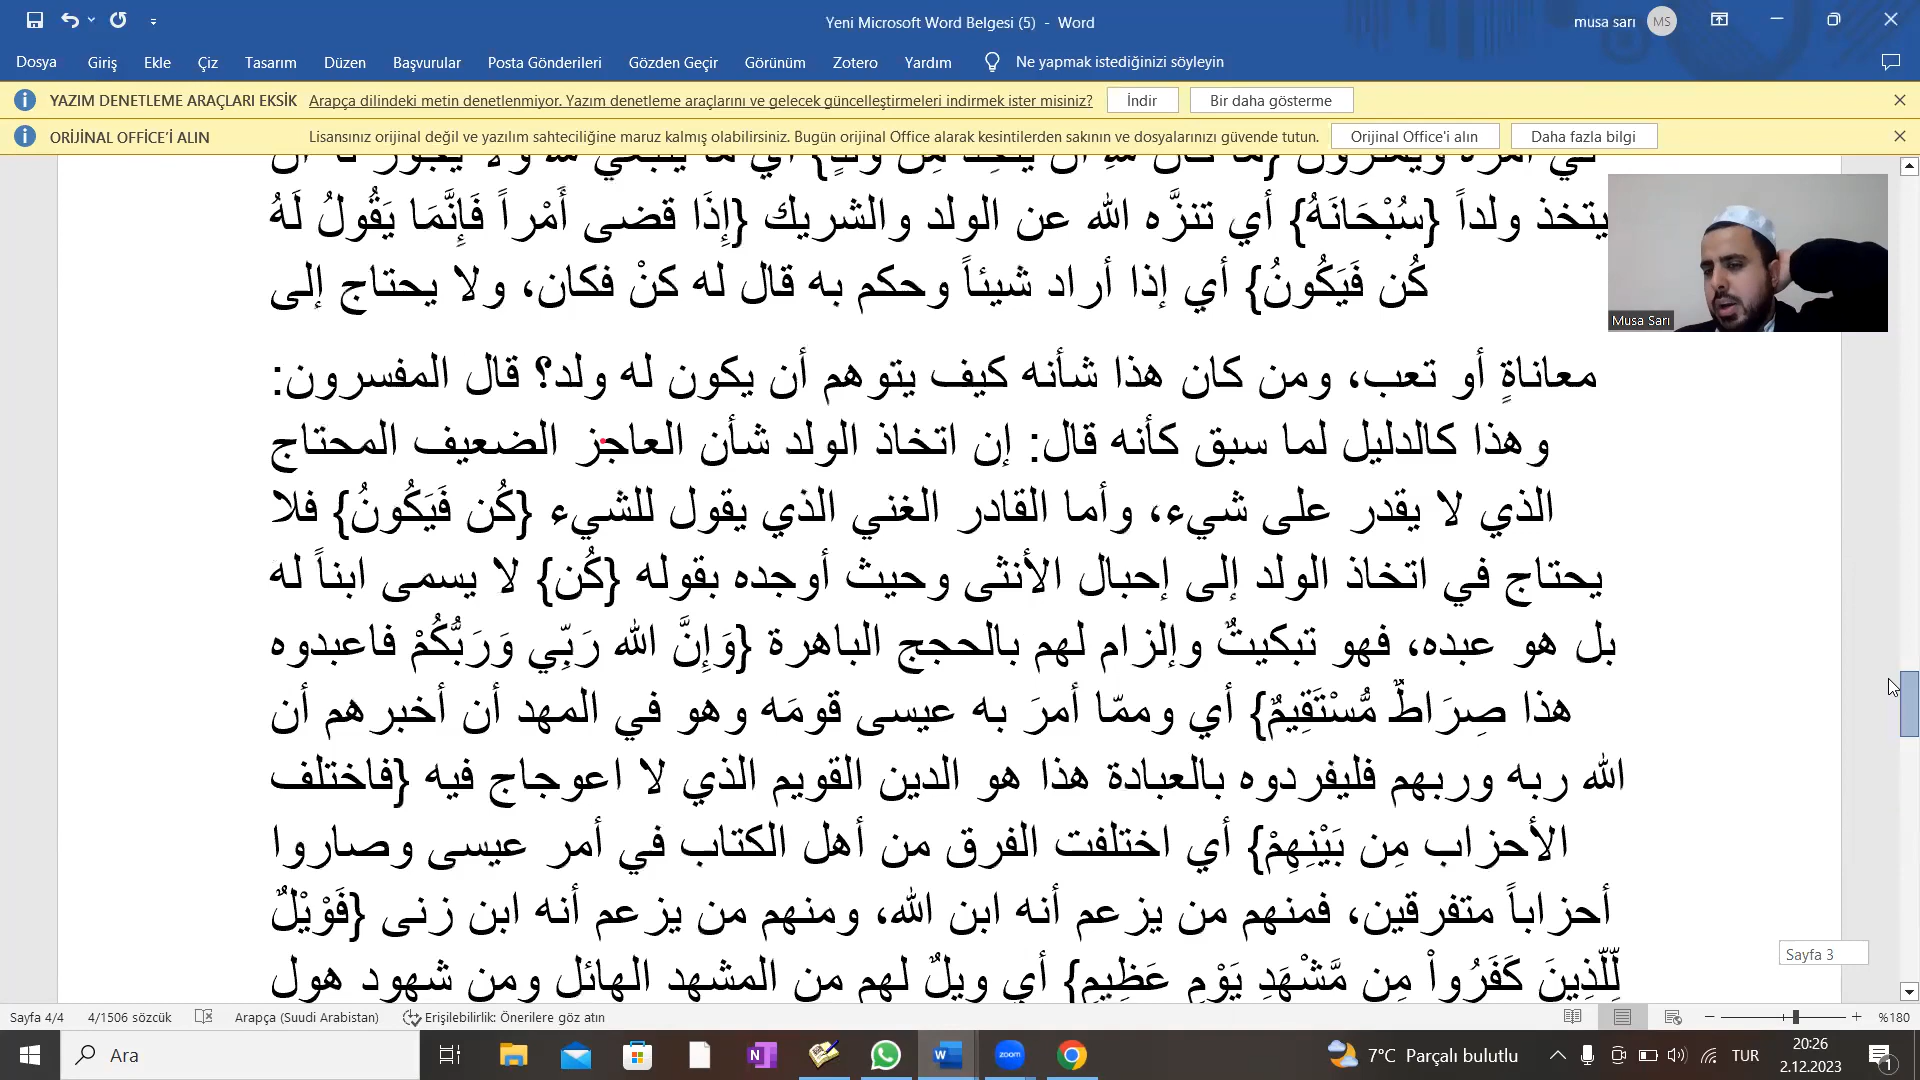 Yeni Microsoft Word Belgesi (5) - Word
musa sarı
MS
Dosya
Giriş
Ekle
Çiz
Tasarım
Düzen
Başvurular
Posta Gönderileri
Gözden Geçir
Görünüm
Zotero
Yardım
Ne yapmak istediğinizi söyleyin
YAZIM DENETLEME ARAÇLARI EKSİK Arapça dilindeki metin denetlenmiyor. Yazım denetleme araçlarını ve gelecek güncelleştirmeleri indirmek ister misiniz? İndir Bir daha gösterme
ORİJİNAL OFFICE'İ ALIN Lisansınız orijinal değil ve yazılım sahteciliğine maruz kalmış olabilirsiniz. Bugün orijinal Office alarak kesintilerden sakının ve dosyalarınızı güvende tutun. Orijinal Office'i alın Daha fazla bilgi
يتخذ ولداً {سُبْحَانَهُ} أي تنزَّه الله عن الولد والشريك {إِذَا قضى أَمْراً فَإِنَّمَا يَقُولُ لَهُ
كُن فَيَكُونُ} أي إذا أراد شيئاً وحكم به قال له كنْ فكان، ولا يحتاج إلى
معاناةٍ أو تعب، ومن كان هذا شأنه كيف يتوهم أن يكون له ولد؟ قال المفسرون:
وهذا كالدليل لما سبق كأنه قال: إن اتخاذ الولد شأن العاجز الضعيف المحتاج
الذي لا يقدر على شيء، وأما القادر الغني الذي يقول للشيء {كُن فَيَكُونُ} فلا
يحتاج في اتخاذ الولد إلى إحبال الأنثى وحيث أوجده بقوله {كُن} لا يسمى ابناً له
بل هو عبده، فهو تبكيتٌ وإلزام لهم بالحجج الباهرة {وَإِنَّ الله رَبِّي وَرَبُّكُمْ فاعبدوه
هذا صِرَاطٌ مُّسْتَقِيمٌ} أي وممّا أمرَ به عيسى قومَه وهو في المهد أن أخبرهم أن
الله ربه وربهم فليفردوه بالعبادة هذا هو الدين القويم الذي لا اعوجاج فيه {فاختلف
الأحزاب مِن بَيْنِهِمْ} أي اختلفت الفرق من أهل الكتاب في أمر عيسى وصاروا
أحزاباً متفرقين، فمنهم من يزعم أنه ابن الله، ومنهم من يزعم أنه ابن زنى {فَوْيْلٌ
لِّلَّذِينَ كَفَرُواْ مِن مَّشْهَدِ يَوْمٍ عَظِيمٍ} أي ويلٌ لهم من المشهد الهائل ومن شهود هول
Musa Sarı
Sayfa 3
Sayfa 4/4
4/1506 sözcük
Arapça (Suudi Arabistan)
Erişilebilirlik: Önerilere göz atın
%180
Ara
zoom
7°C Parçalı bulutlu
TUR
20:26
2.12.2023
1